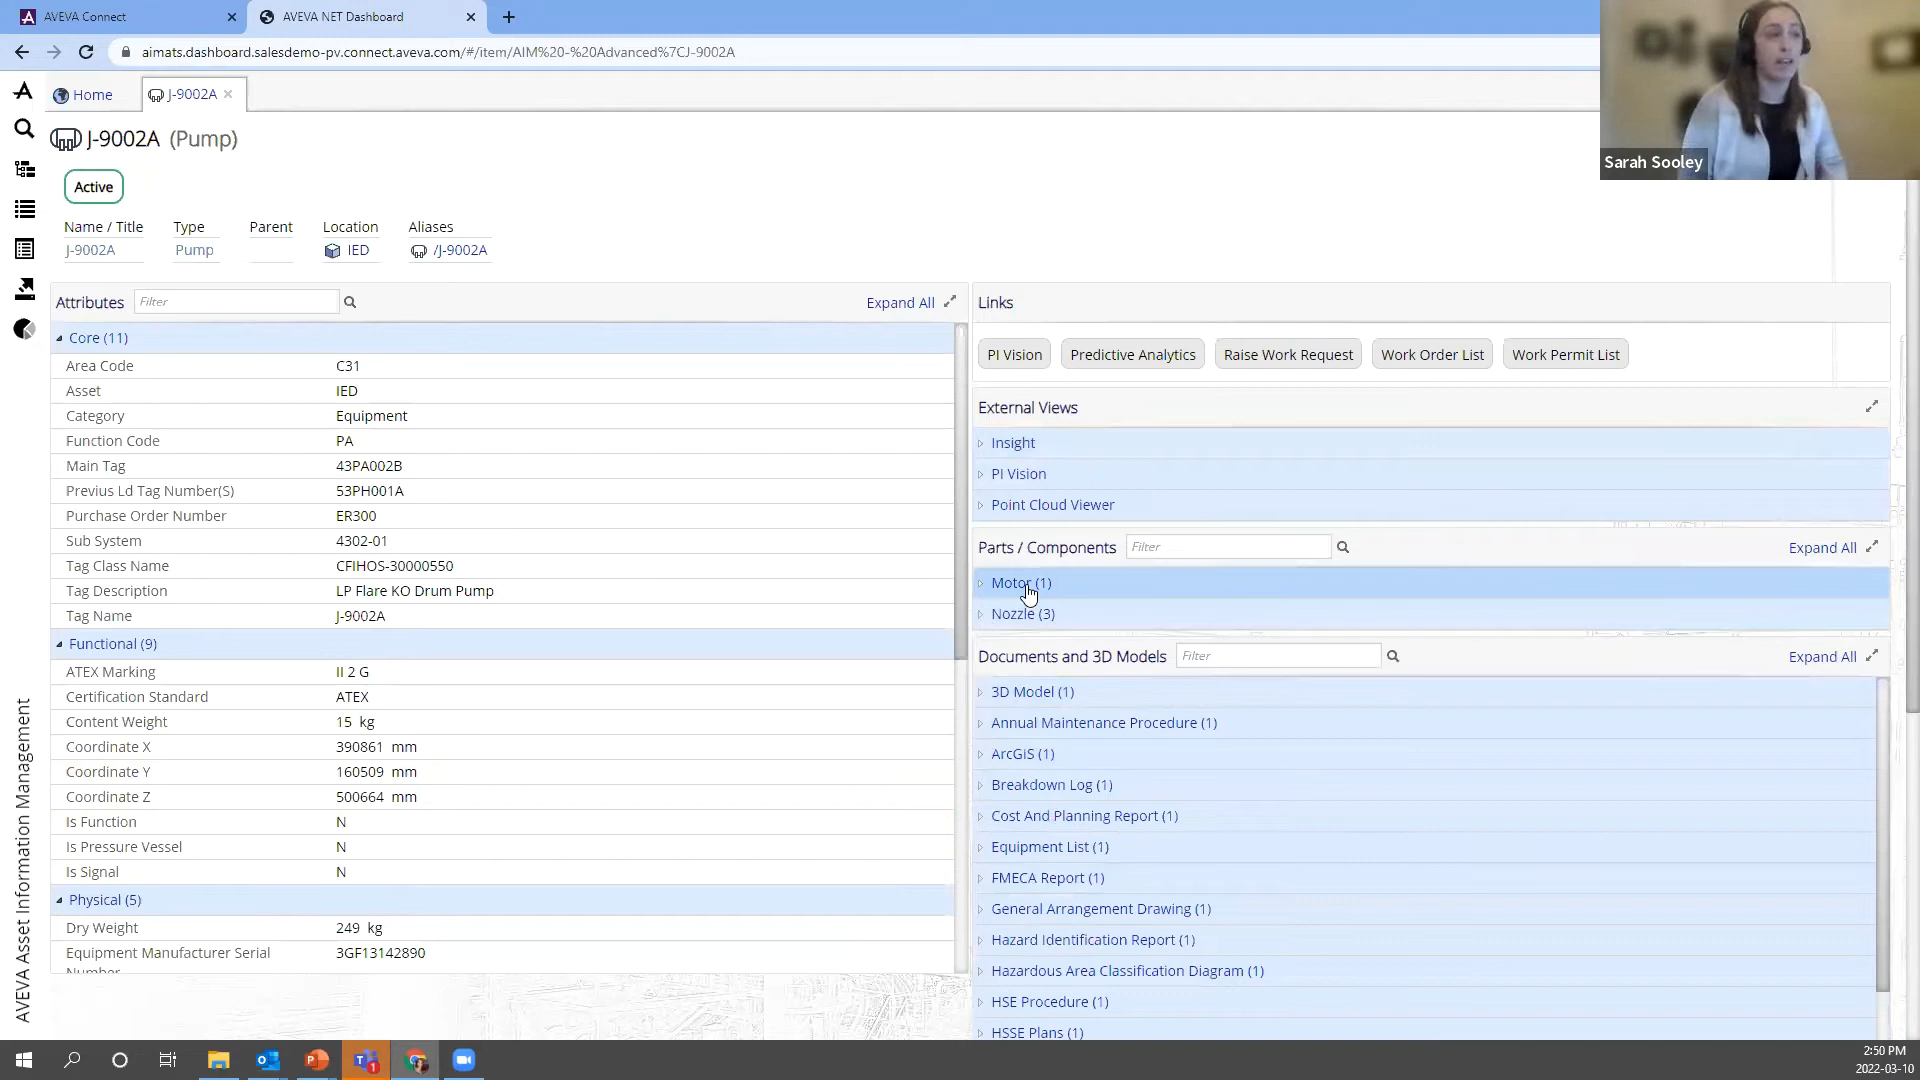 AVEVA Connect
AVEVA NET Dashboard
aimats.dashboard.salesdemo-pv.connect.aveva.com/#/item/AIM%20-%20Advanced%7CJ-9002A
Sarah Sooley
Home
J-9002A
J-9002A (Pump)
Active
Name / Title Type Parent Location Aliases
J-9002A Pump IED /J-9002A
Attributes Filter Expand All
Core (11)
Area Code C31
Asset IED
Category Equipment
Function Code PA
Main Tag 43PA002B
Previus Ld Tag Number(S) 53PH001A
Purchase Order Number ER300
Sub System 4302-01
Tag Class Name CFIHOS-30000550
Tag Description LP Flare KO Drum Pump
Tag Name J-9002A
Functional (9)
ATEX Marking II 2 G
Certification Standard ATEX
Content Weight 15 kg
Coordinate X 390861 mm
Coordinate Y 160509 mm
Coordinate Z 500664 mm
Is Function N
Is Pressure Vessel N
Is Signal N
Physical (5)
Dry Weight 249 kg
Equipment Manufacturer Serial 3GF13142890
Number
Links
PI Vision Predictive Analytics Raise Work Request Work Order List Work Permit List
External Views
Insight
PI Vision
Point Cloud Viewer
Parts / Components Filter Expand All
Motor (1)
Nozzle (3)
Documents and 3D Models Filter Expand All
3D Model (1)
Annual Maintenance Procedure (1)
ArcGiS (1)
Breakdown Log (1)
Cost And Planning Report (1)
Equipment List (1)
FMECA Report (1)
General Arrangement Drawing (1)
Hazard Identification Report (1)
Hazardous Area Classification Diagram (1)
HSE Procedure (1)
HSSE Plans (1)
AVEVA Asset Information Management
2:50 PM
2022-03-10